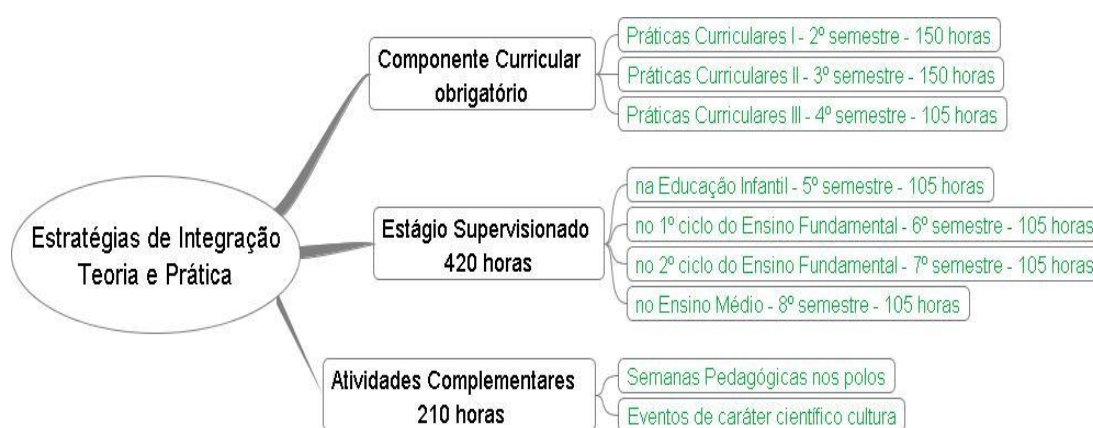 Estratégias de Integração
Teoria e Prática
Componente Curricular
obrigatório
Práticas Curriculares I - 2º semestre - 150 horas
Práticas Curriculares II - 3º semestre - 150 horas
Práticas Curriculares III - 4º semestre - 105 horas
Estágio Supervisionado
420 horas
na Educação Infantil - 5º semestre - 105 horas
no 1º ciclo do Ensino Fundamental - 6º semestre - 105 horas
no 2º ciclo do Ensino Fundamental - 7º semestre - 105 horas
no Ensino Médio - 8º semestre - 105 horas
Atividades Complementares
210 horas
Semanas Pedagógicas nos polos
Eventos de caráter científico cultura